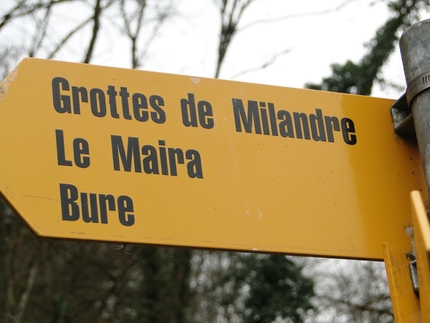 Grottes de Milandre
Le Maira
Bure